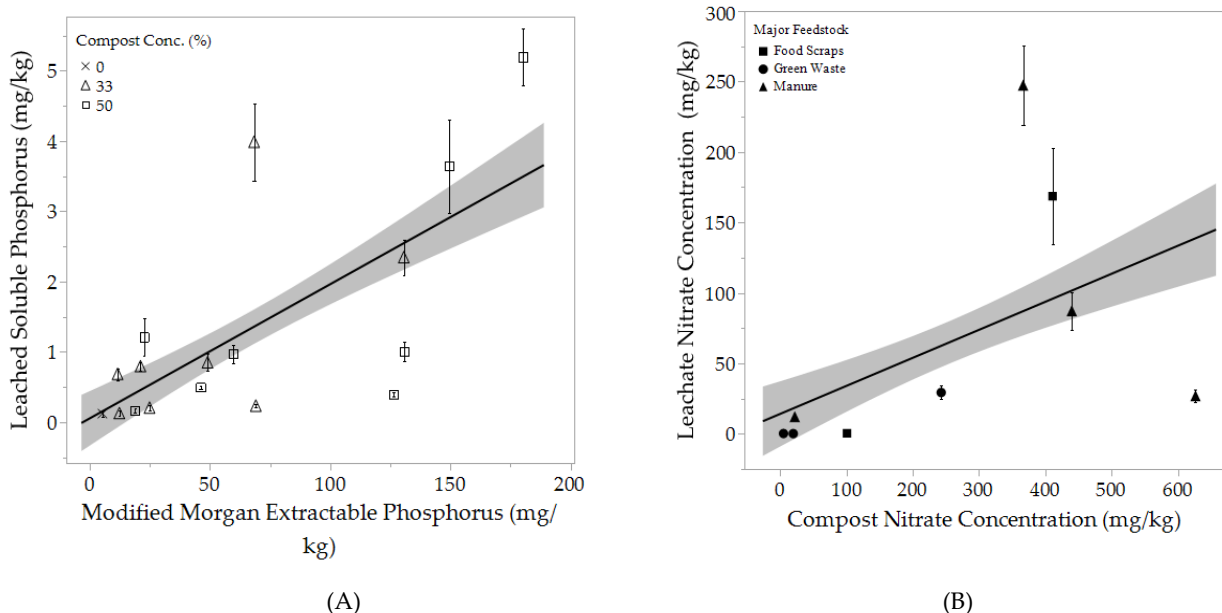 Compost Conc. (%)
0
33
50
5
4
3
2
1
0
Leached Soluble Phosphorus (mg/kg)
0
50
100
150
200
Modified Morgan Extractable Phosphorus (mg/
kg)
(A)
Major Feedstock
Food Scraps
Green Waste
Manure
300
250
200
150
100
50
0
Leachate Nitrate Concentration (mg/kg)
0
100
200
300
400
500
600
Compost Nitrate Concentration (mg/kg)
(B)